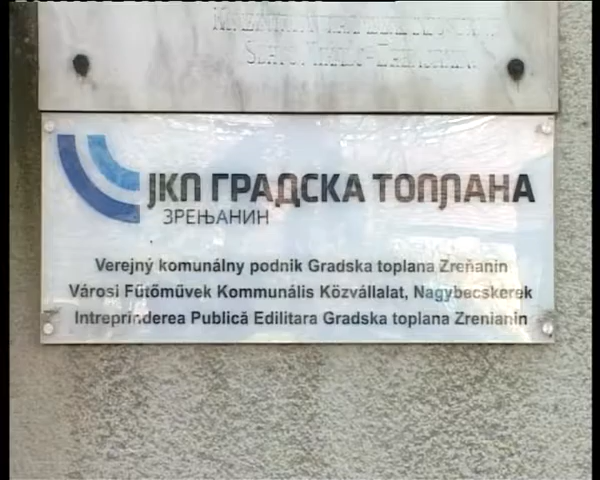 ЈКП ГРАДСКА ТОПЛАНА
ЗРЕЊАНИН
Verejný komunálny podnik Gradska toplana Zreňanin
Városi Fűtőművek Kommunális Közvállalat, Nagybecskerek
Intreprinderea Publică Edilitara Gradska toplana Zrenianin